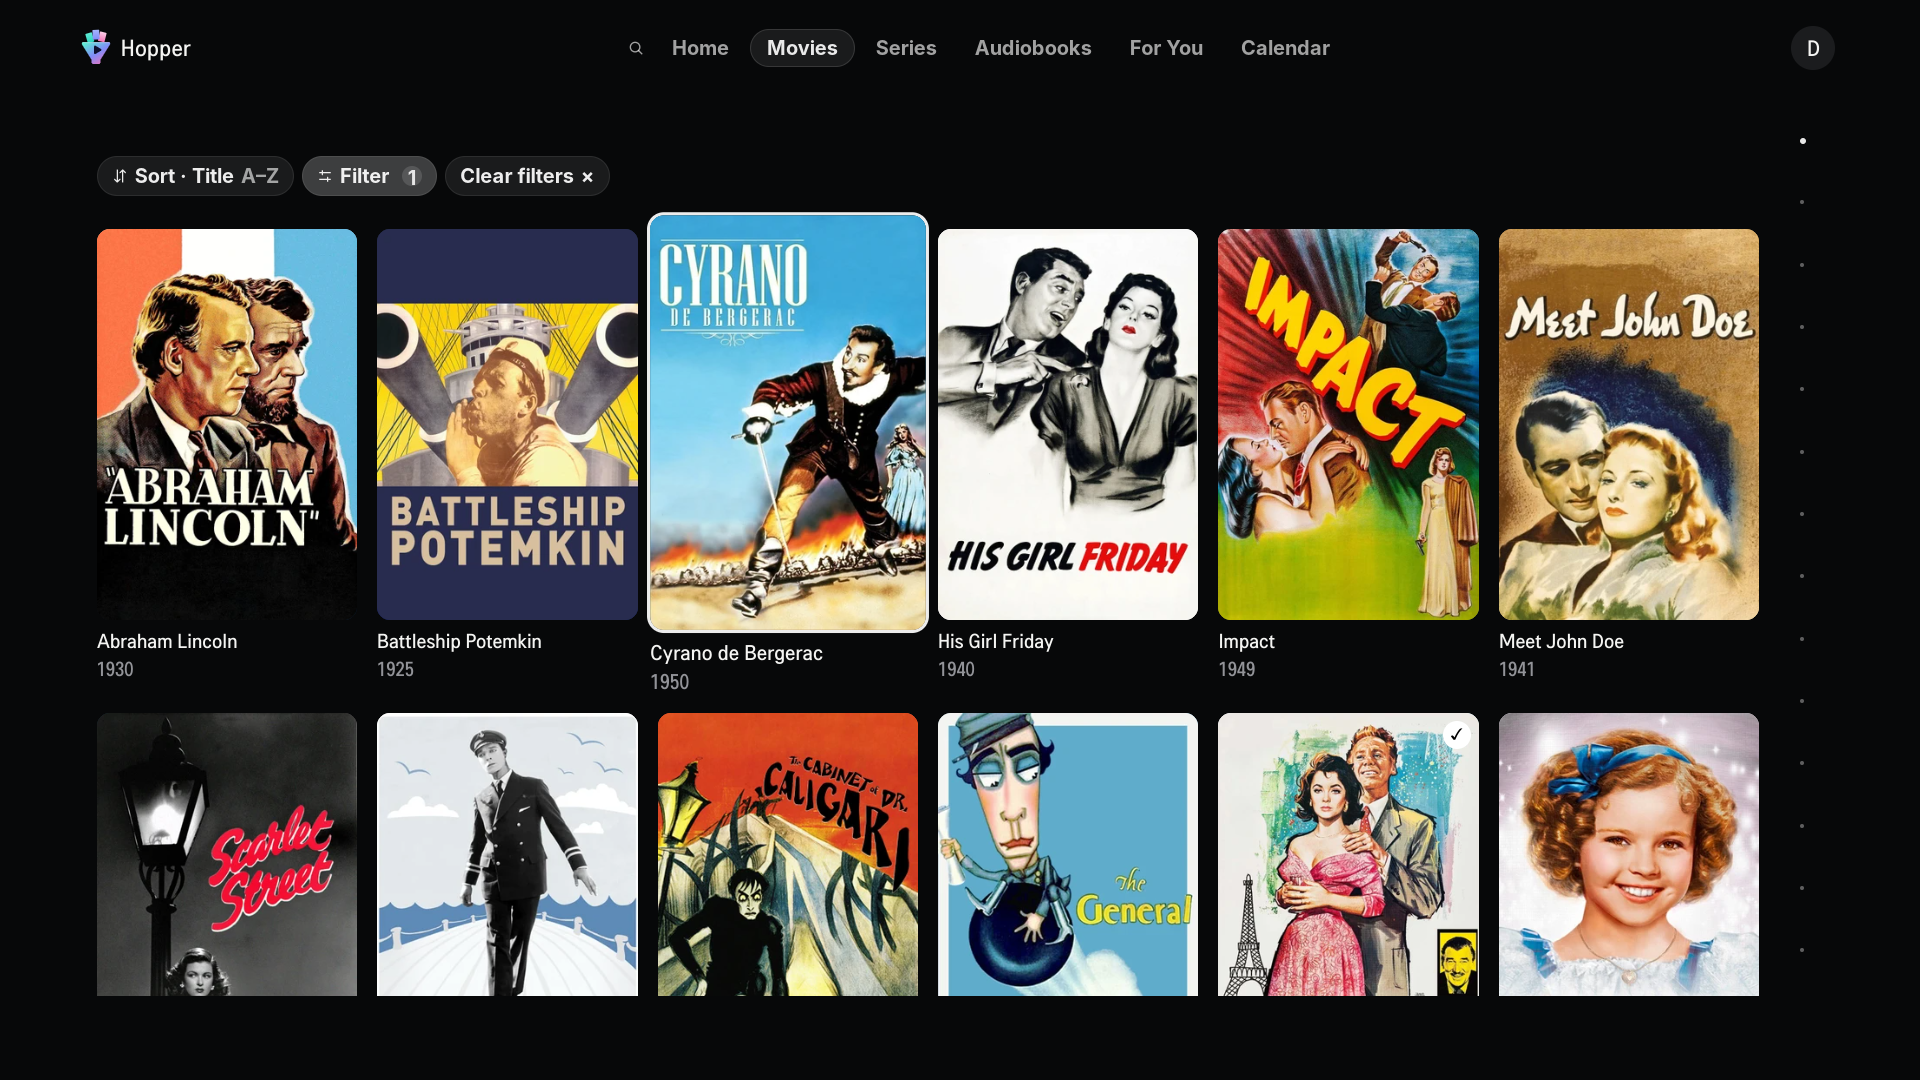 Hopper
Home
Movies
Series
Audiobooks
For You
Calendar
D
Sort · Title A–Z
Filter 1
Clear filters ×
"ABRAHAM
LINCOLN"
BATTLESHIP
POTEMKIN
CYRANO
DE BERGERAC
HIS GIRL FRIDAY
IMPACT
Meet John Doe
Abraham Lincoln
1930
Battleship Potemkin
1925
Cyrano de Bergerac
1950
His Girl Friday
1940
Impact
1949
Meet John Doe
1941
Scarlet
Street
The CABINET of DR.
CALIGARI
The
General